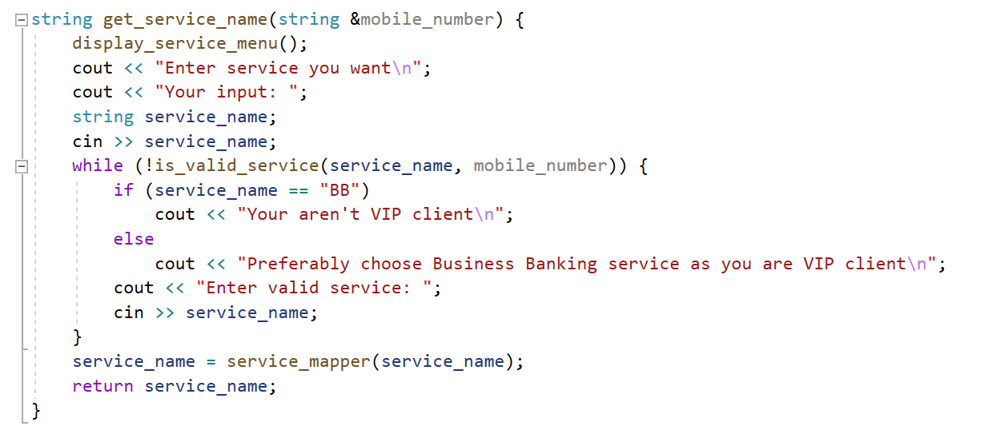 string get_service_name(string &mobile_number) {
    display_service_menu();
    cout << "Enter service you want\n";
    cout << "Your input: ";
    string service_name;
    cin >> service_name;
    while (!is_valid_service(service_name, mobile_number)) {
        if (service_name == "BB")
            cout << "Your aren't VIP client\n";
        else
            cout << "Preferably choose Business Banking service as you are VIP client\n";
        cout << "Enter valid service: ";
        cin >> service_name;
    }
    service_name = service_mapper(service_name);
    return service_name;
}